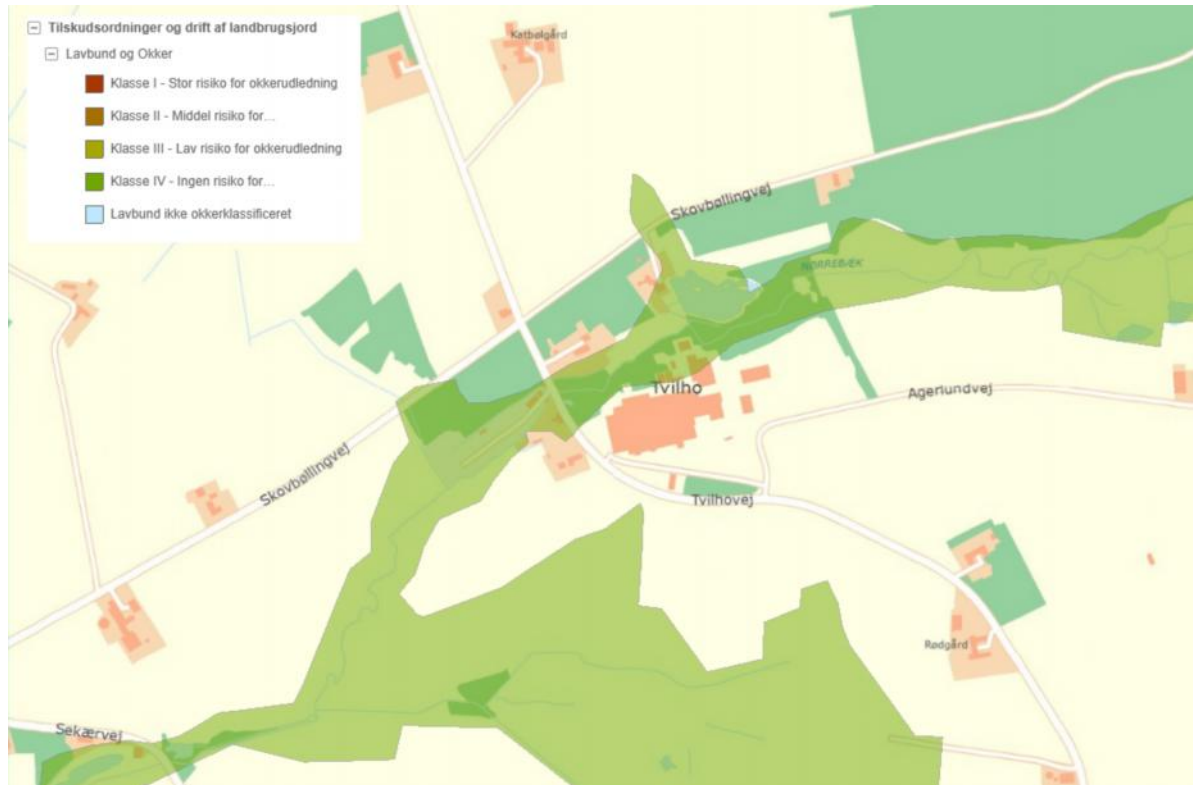 Tilskudsordninger og drift af landbrugsjord
Lavbund og Okker
Klasse I - Stor risiko for okkerudledning
Klasse II - Middel risiko for...
Klasse III - Lav risiko for okkerudledning
Klasse IV - Ingen risiko for...
Lavbund ikke okkerklassificeret
Katbølgård
Skovbøllingvej
NØRREBÆK
Tvilho
Agerlundvej
Skovbøllingvej
Tvilhovej
Rødgård
Sekærvej